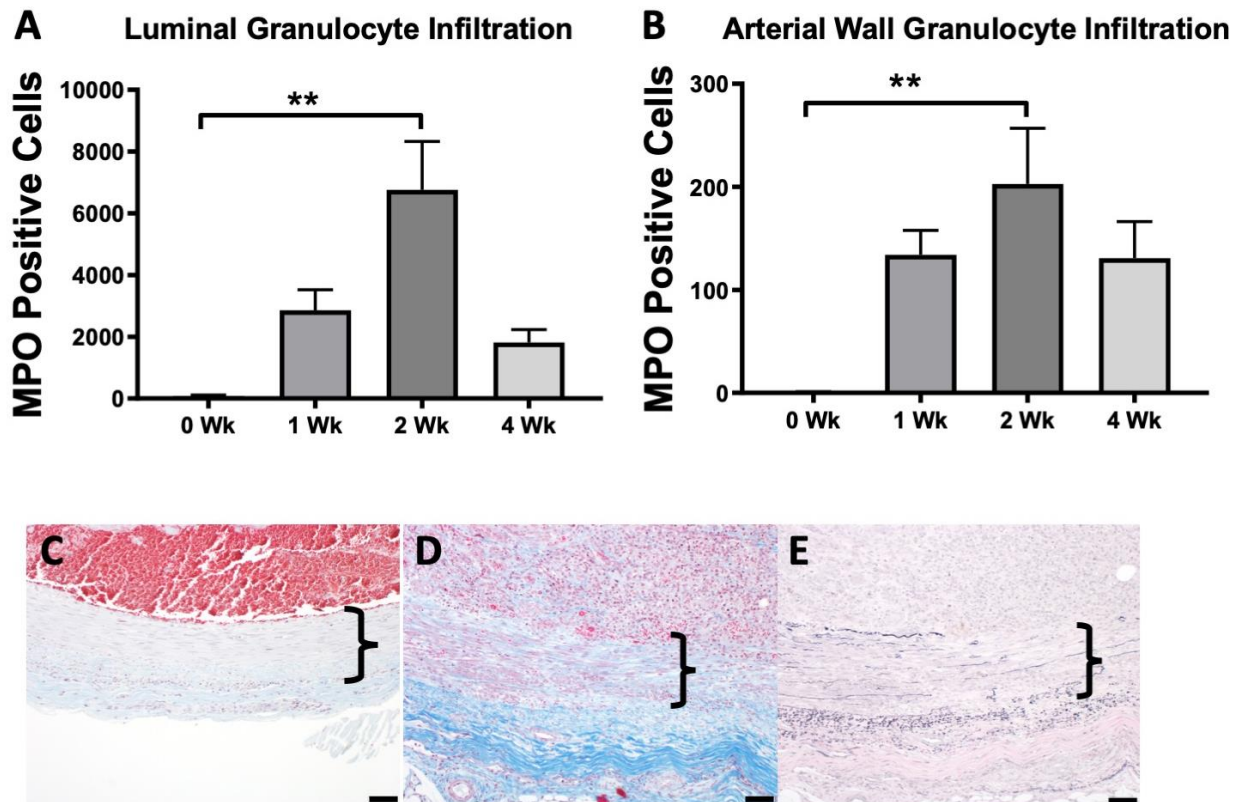 A Luminal Granulocyte Infiltration
MPO Positive Cells
10000
8000
6000
4000
2000
0
**
0 Wk 1 Wk 2 Wk 4 Wk
B Arterial Wall Granulocyte Infiltration
MPO Positive Cells
300
200
100
0
**
0 Wk 1 Wk 2 Wk 4 Wk
C D E